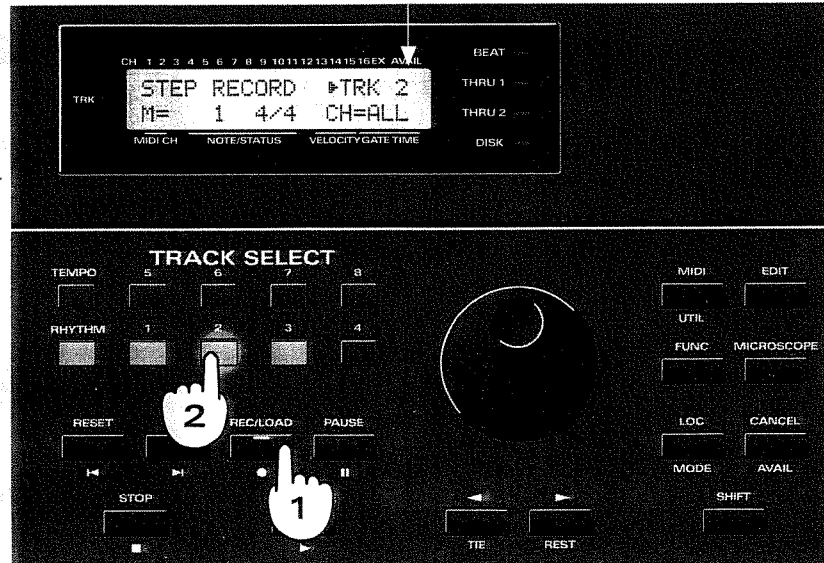 CH 1 2 3 4 5 6 7 8 9 10 11 12 13 14 15 16 EX AVAIL
BEAT
STEP RECORD ▶TRK 2
THRU 1
TRK
M= 1 4/4 CH=ALL
THRU 2
MIDI CH NOTE/STATUS VELOCITY GATE TIME
DISK
TRACK SELECT
TEMPO 5 6 7 8
MIDI EDIT
UTIL
RHYTHM 1 2 3 4
FUNC MICROSCOPE
2
RESET REC/LOAD PAUSE
LOC CANCEL
MODE AVAIL
1
STOP
SHIFT
TIE REST